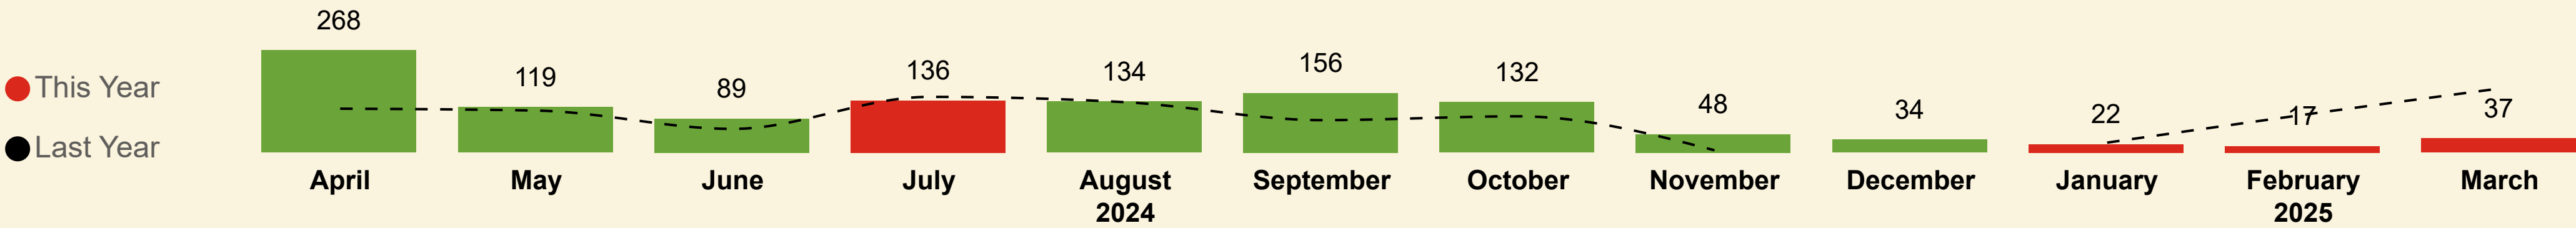 This Year
Last Year
268
119
89
136
134
156
132
48
34
22
17
37
April
May
June
July
August
September
October
November
December
January
February
March
2024
2025